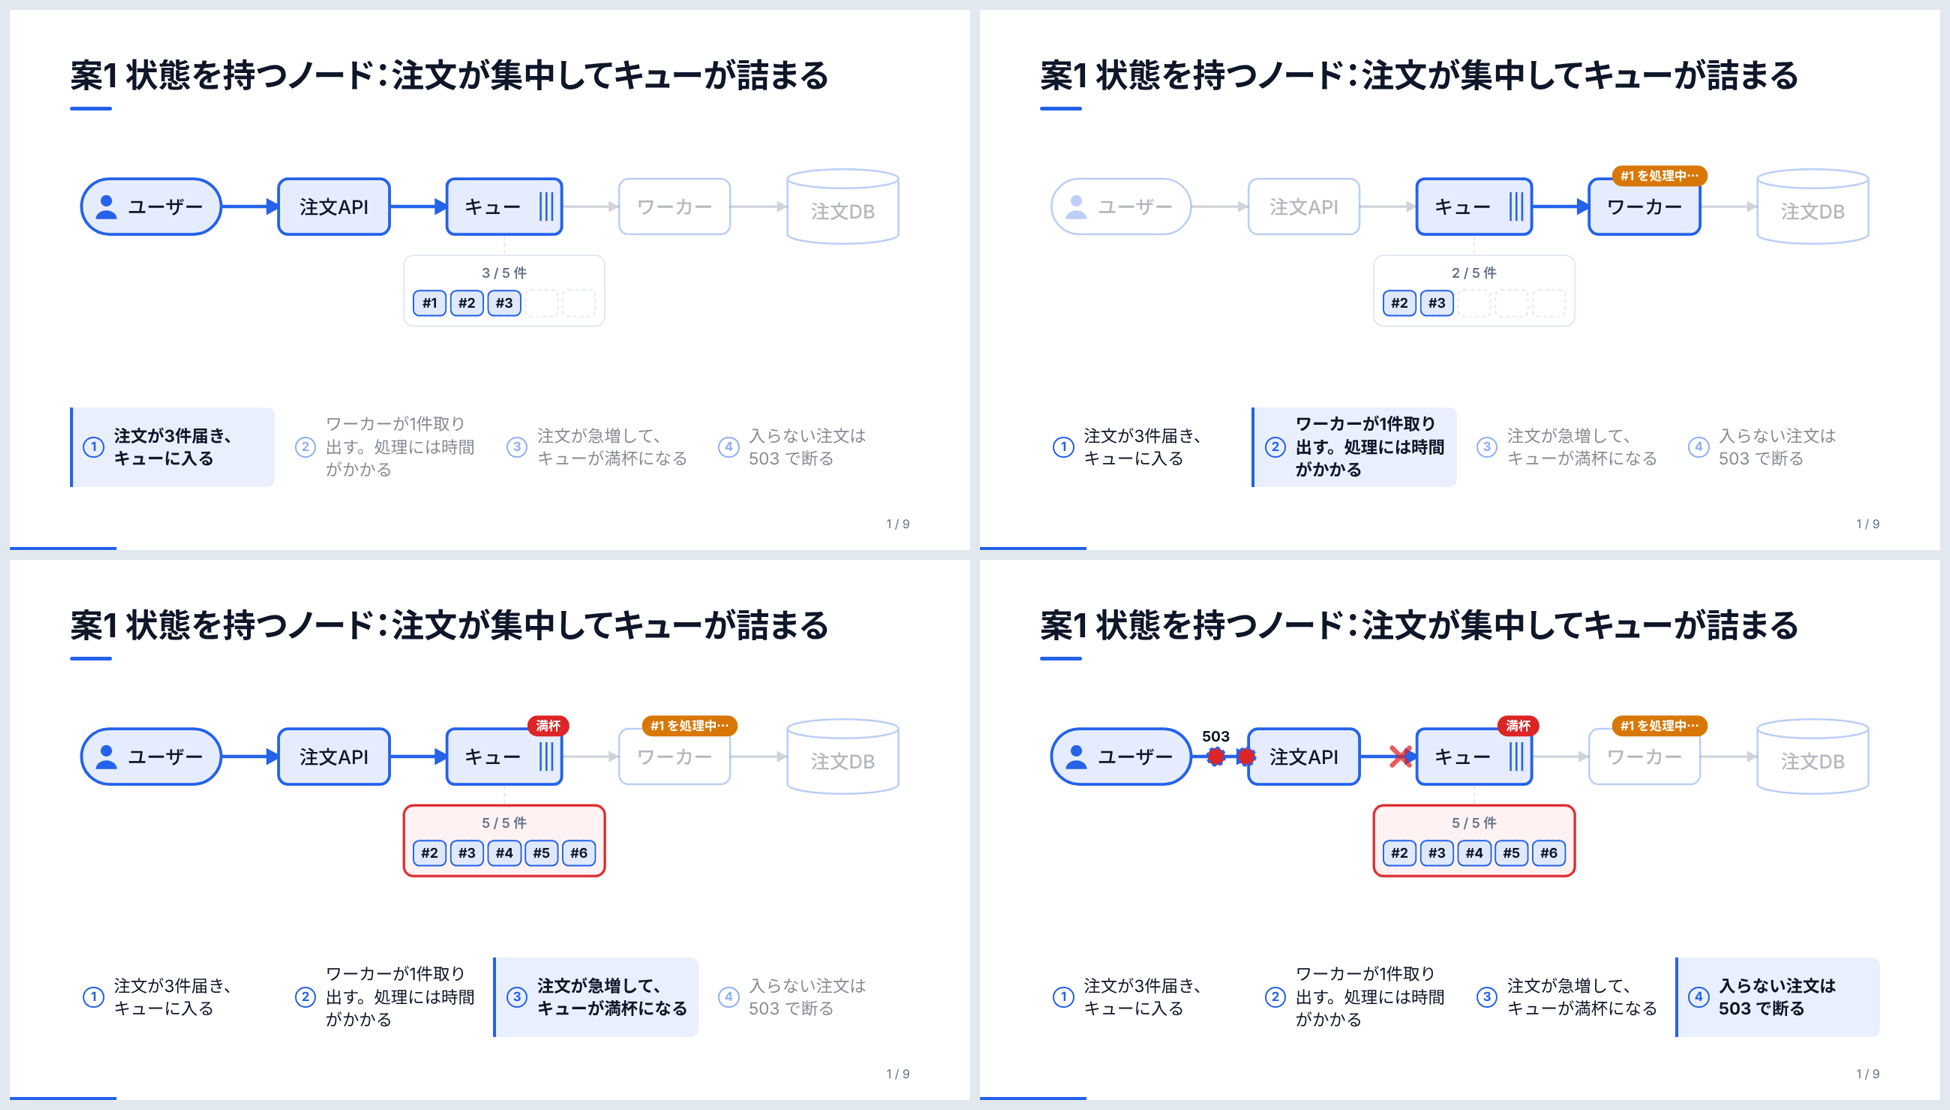 案1 状態を持つノード：注文が集中してキューが詰まる
ユーザー
注文API
キュー
ワーカー
注文DB
3 / 5 件
#1 #2 #3
1 注文が3件届き、
キューに入る
2 ワーカーが1件取り
出す。処理には時間
がかかる
3 注文が急増して、
キューが満杯になる
4 入らない注文は
503 で断る
1 / 9
案1 状態を持つノード：注文が集中してキューが詰まる
#1 を処理中…
ユーザー
注文API
キュー
ワーカー
注文DB
2 / 5 件
#2 #3
1 注文が3件届き、
キューに入る
2 ワーカーが1件取り
出す。処理には時間
がかかる
3 注文が急増して、
キューが満杯になる
4 入らない注文は
503 で断る
1 / 9
案1 状態を持つノード：注文が集中してキューが詰まる
満杯
#1 を処理中…
ユーザー
注文API
キュー
ワーカー
注文DB
5 / 5 件
#2 #3 #4 #5 #6
1 注文が3件届き、
キューに入る
2 ワーカーが1件取り
出す。処理には時間
がかかる
3 注文が急増して、
キューが満杯になる
4 入らない注文は
503 で断る
1 / 9
案1 状態を持つノード：注文が集中してキューが詰まる
503
満杯
#1 を処理中…
ユーザー
注文API
キュー
ワーカー
注文DB
5 / 5 件
#2 #3 #4 #5 #6
1 注文が3件届き、
キューに入る
2 ワーカーが1件取り
出す。処理には時間
がかかる
3 注文が急増して、
キューが満杯になる
4 入らない注文は
503 で断る
1 / 9